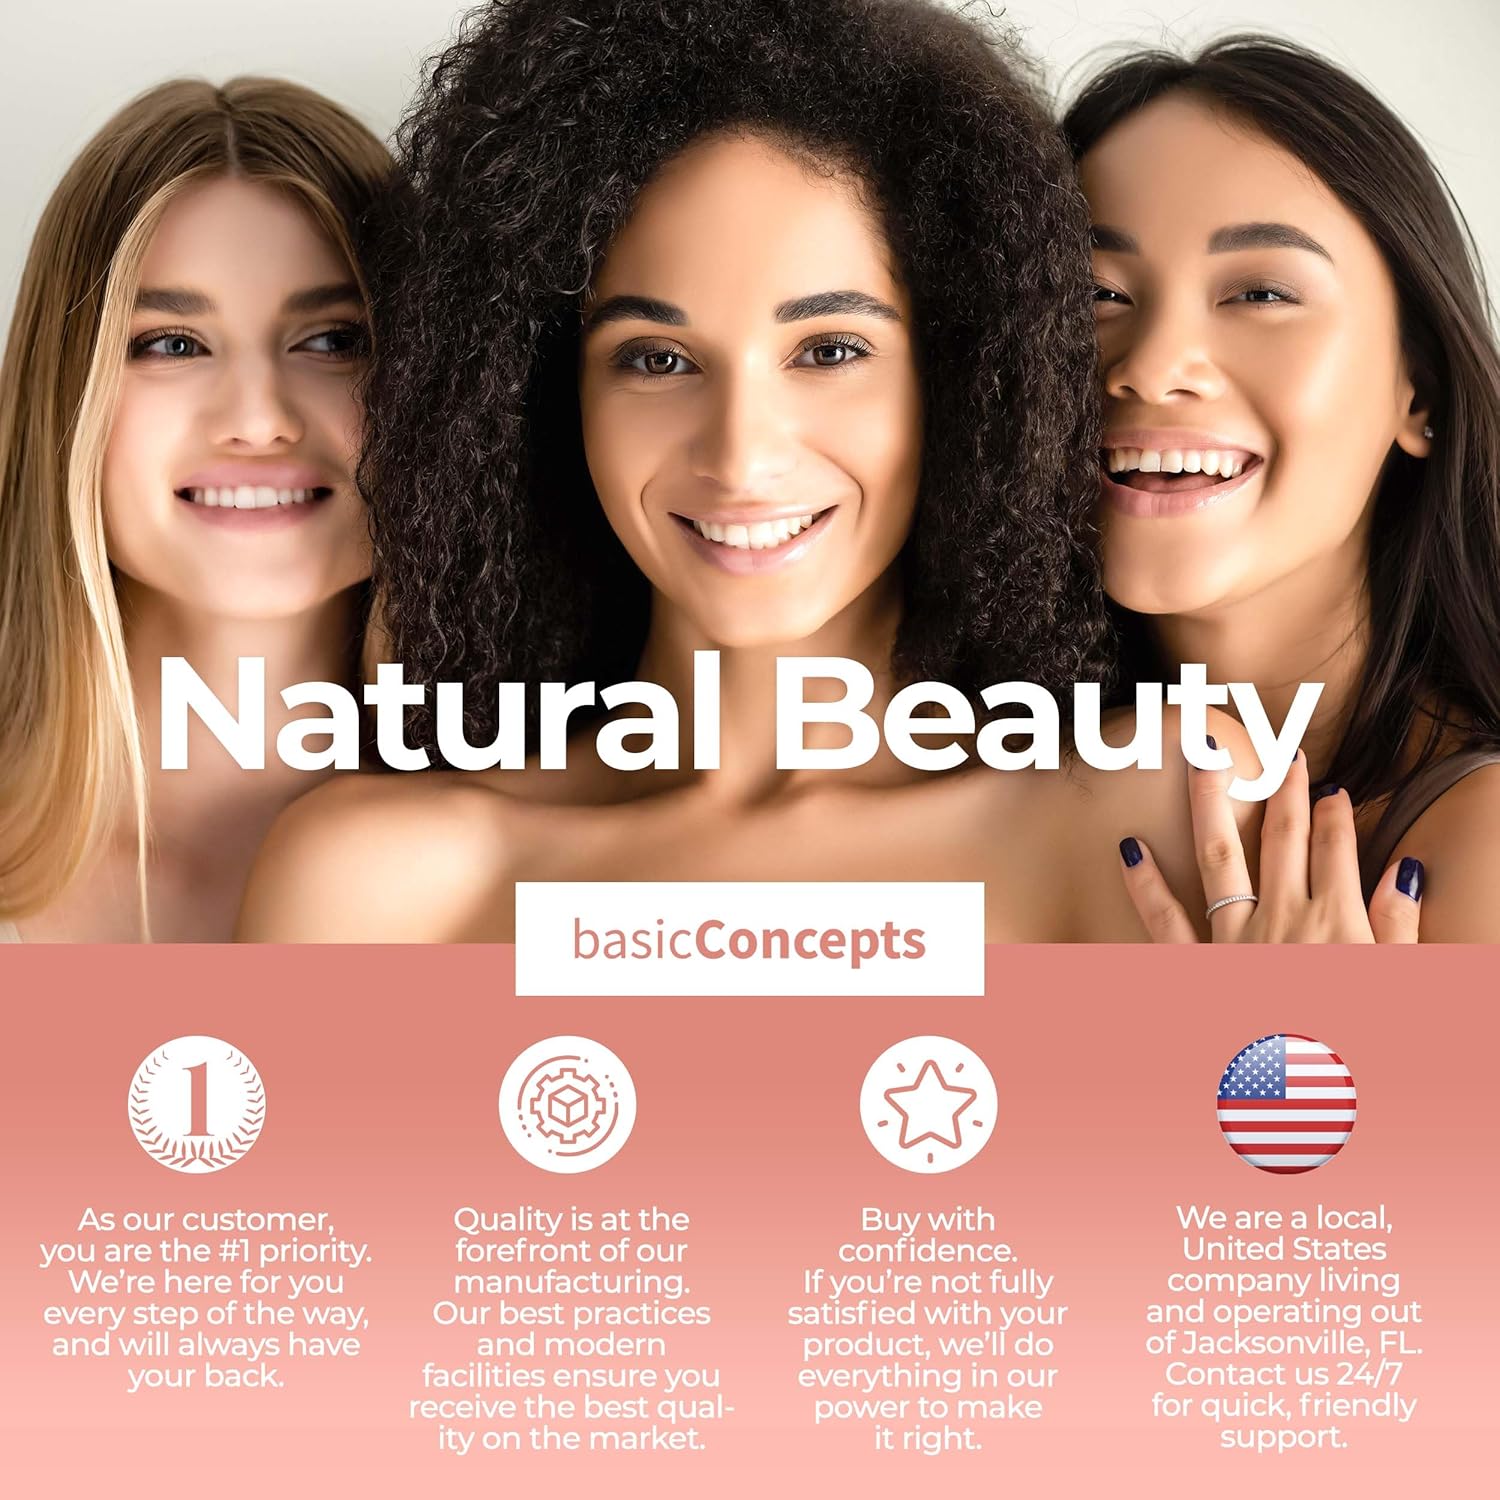 Natural Beauty
basicConcepts
1
As our customer,
you are the #1 priority.
We're here for you
every step of the way,
and will always have
your back.
Quality is at the
forefront of our
manufacturing.
Our best practices
and modern
facilities ensure you
receive the best qual-
ity on the market.
Buy with
confidence.
If you're not fully
satisfied with your
product, we'll do
everything in our
power to make
it right.
We are a local,
United States
company living
and operating out
of Jacksonville, FL.
Contact us 24/7
for quick, friendly
support.